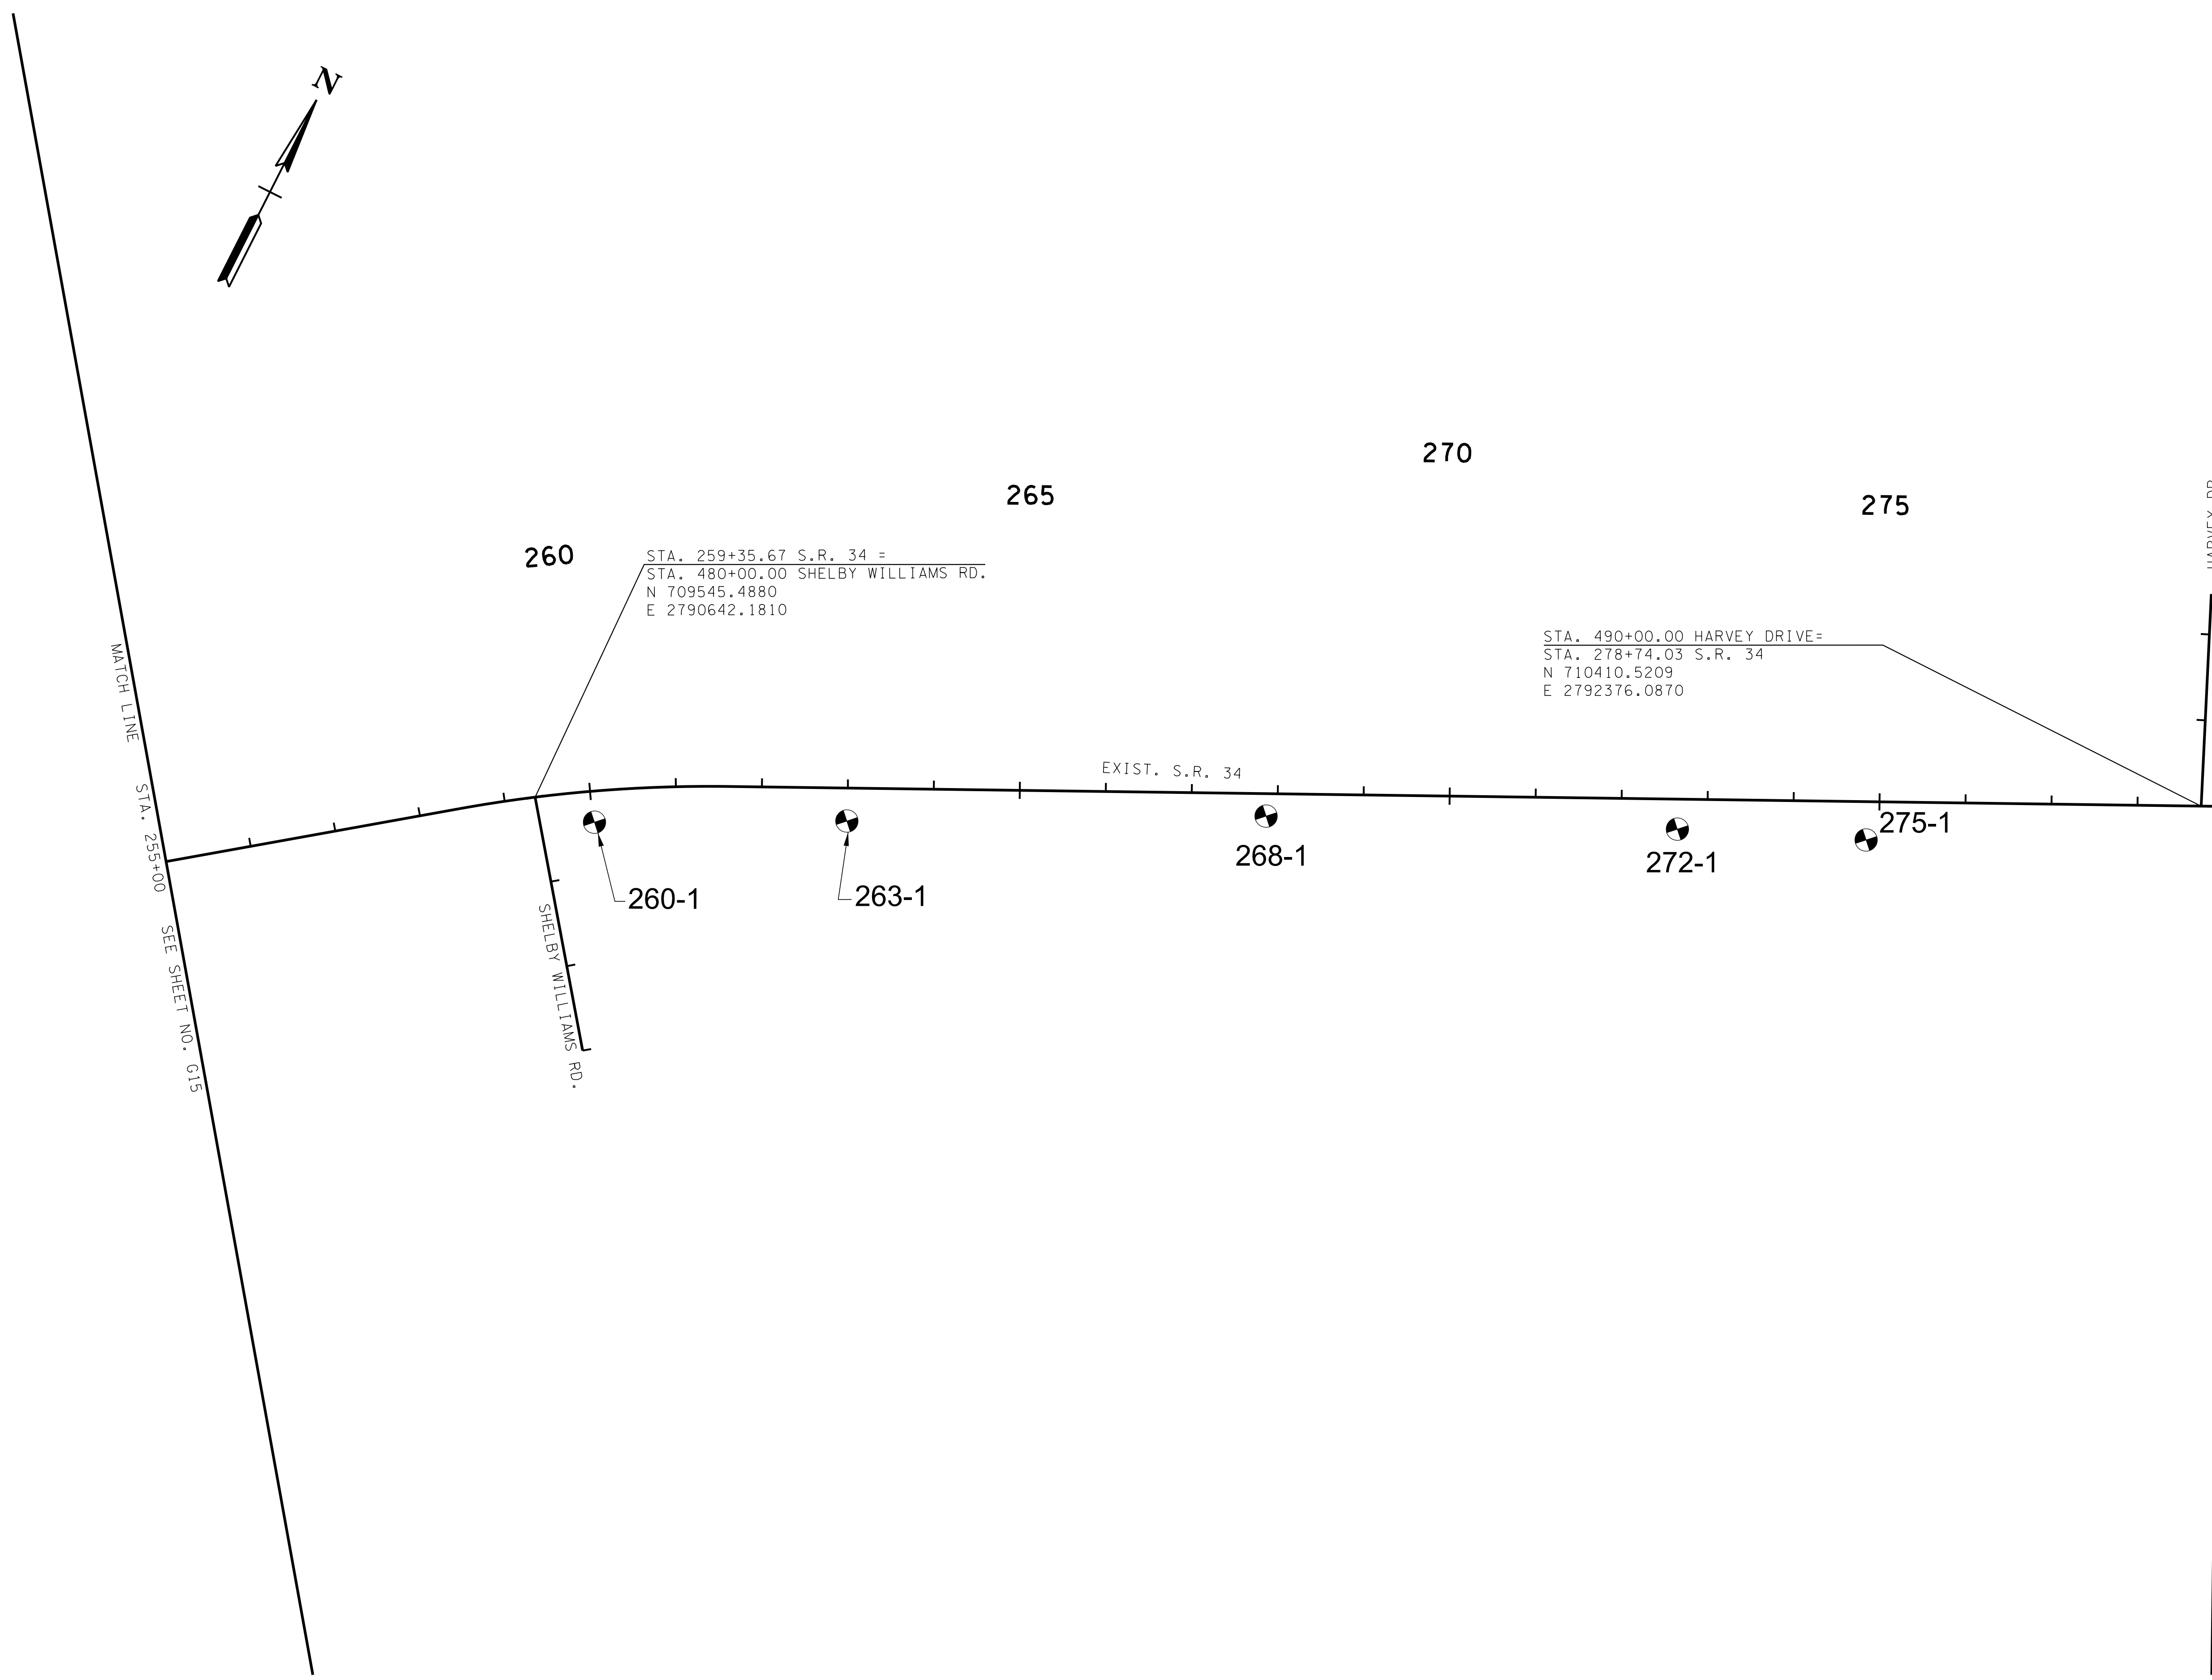 N
270
265
275
260
STA. 259+35.67 S.R. 34 =
STA. 480+00.00 SHELBY WILLIAMS RD.
N 709545.4880
E 2790642.1810
STA. 490+00.00 HARVEY DRIVE=
STA. 278+74.03 S.R. 34
N 710410.5209
E 2792376.0870
MATCH LINE STA. 255+00 SEE SHEET NO. G15
EXIST. S.R. 34
260-1
263-1
268-1
272-1
275-1
SHELBY WILLIAMS RD.